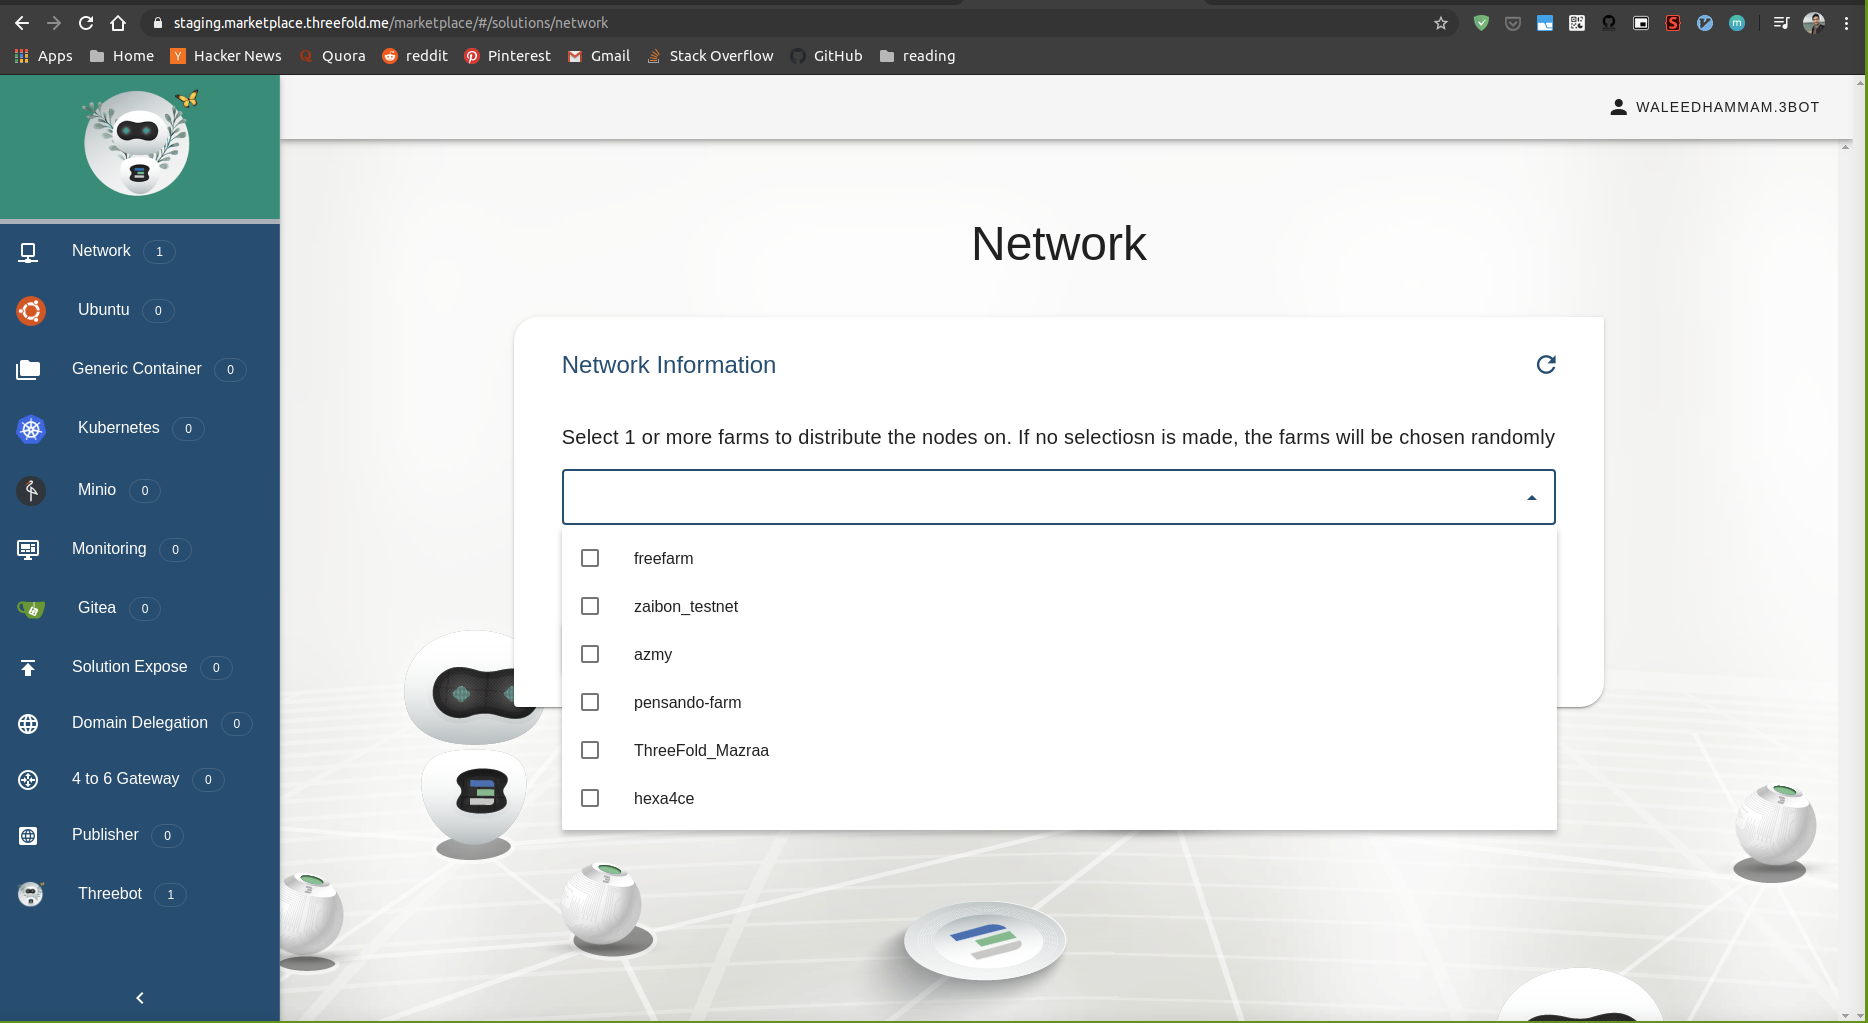 staging.marketplace.threefold.me/marketplace/#/solutions/network
Apps Home Hacker News Quora reddit Pinterest Gmail Stack Overflow GitHub reading
WALEEDHAMMAM.3BOT
Network 1
Ubuntu 0
Generic Container 0
Kubernetes 0
Minio 0
Monitoring 0
Gitea 0
Solution Expose 0
Domain Delegation 0
4 to 6 Gateway 0
Publisher 0
Threebot 1
Network
Network Information
Select 1 or more farms to distribute the nodes on. If no selectiosn is made, the farms will be chosen randomly
freefarm
zaibon_testnet
azmy
pensando-farm
ThreeFold_Mazraa
hexa4ce